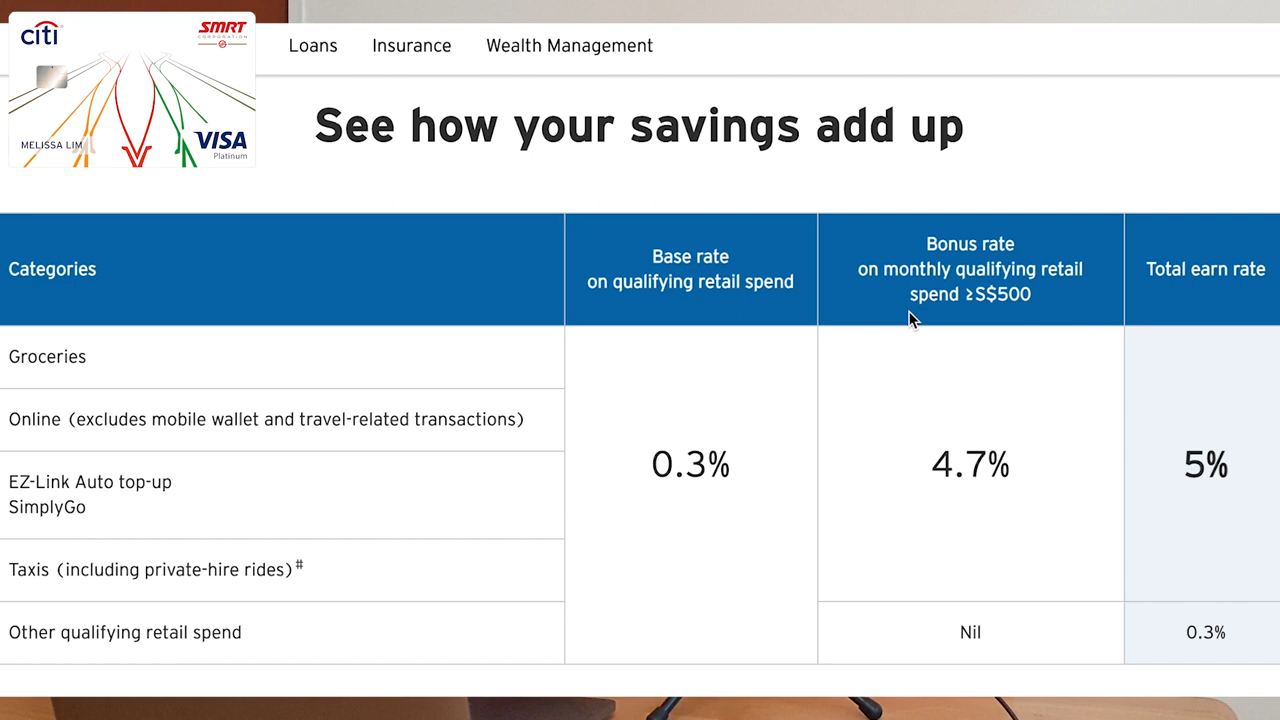 citi
SMRT
CORPORATION
MELISSA LIM
VISA
Platinum
Loans Insurance Wealth Management
See how your savings add up
Categories
Base rate
on qualifying retail spend
Bonus rate
on monthly qualifying retail
spend ≥S$500
Total earn rate
Groceries
Online (excludes mobile wallet and travel-related transactions)
EZ-Link Auto top-up
SimplyGo
Taxis (including private-hire rides)#
0.3%
4.7%
5%
Other qualifying retail spend
Nil
0.3%